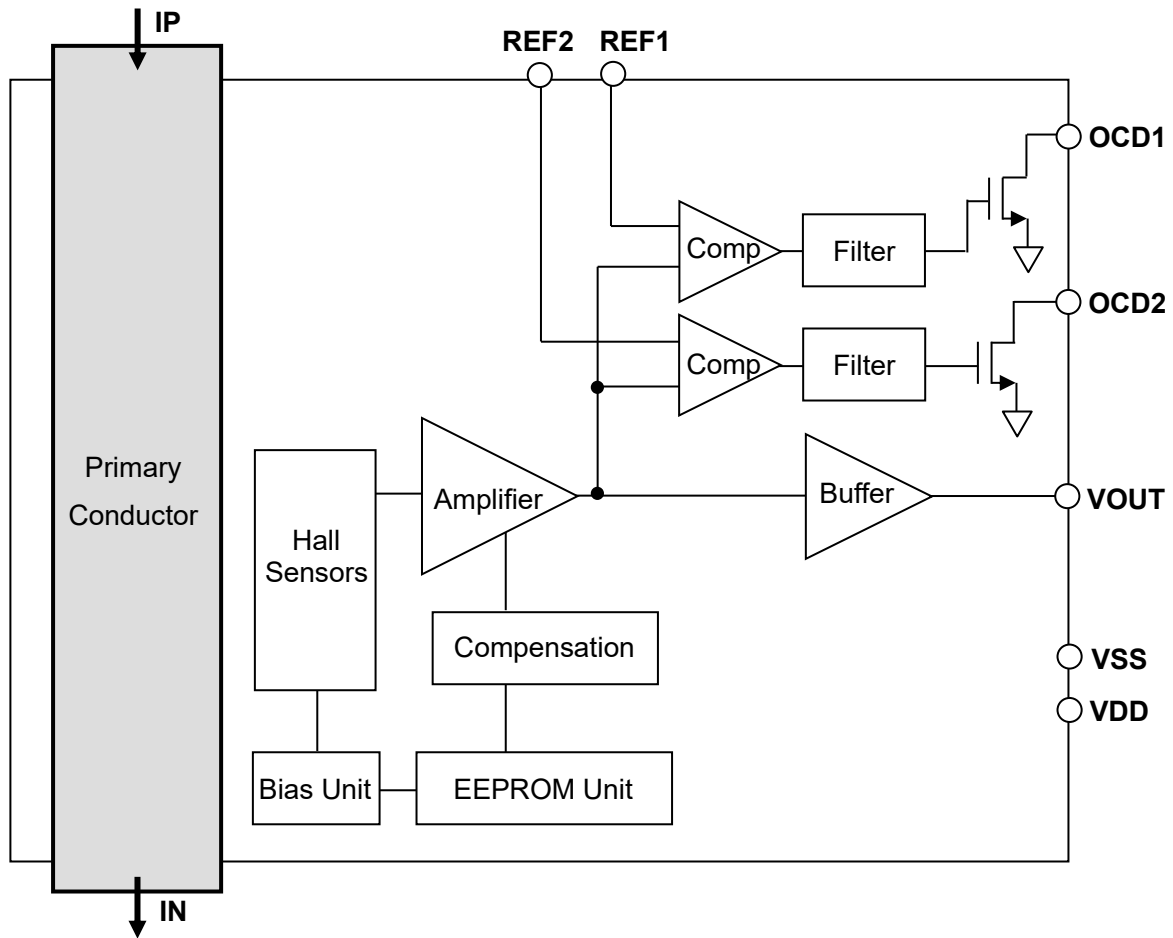 IP
REF2
REF1
OCD1
Comp
Filter
OCD2
Comp
Filter
Primary
Conductor
Hall
Sensors
Amplifier
Buffer
VOUT
Compensation
VSS
VDD
Bias Unit
EEPROM Unit
IN